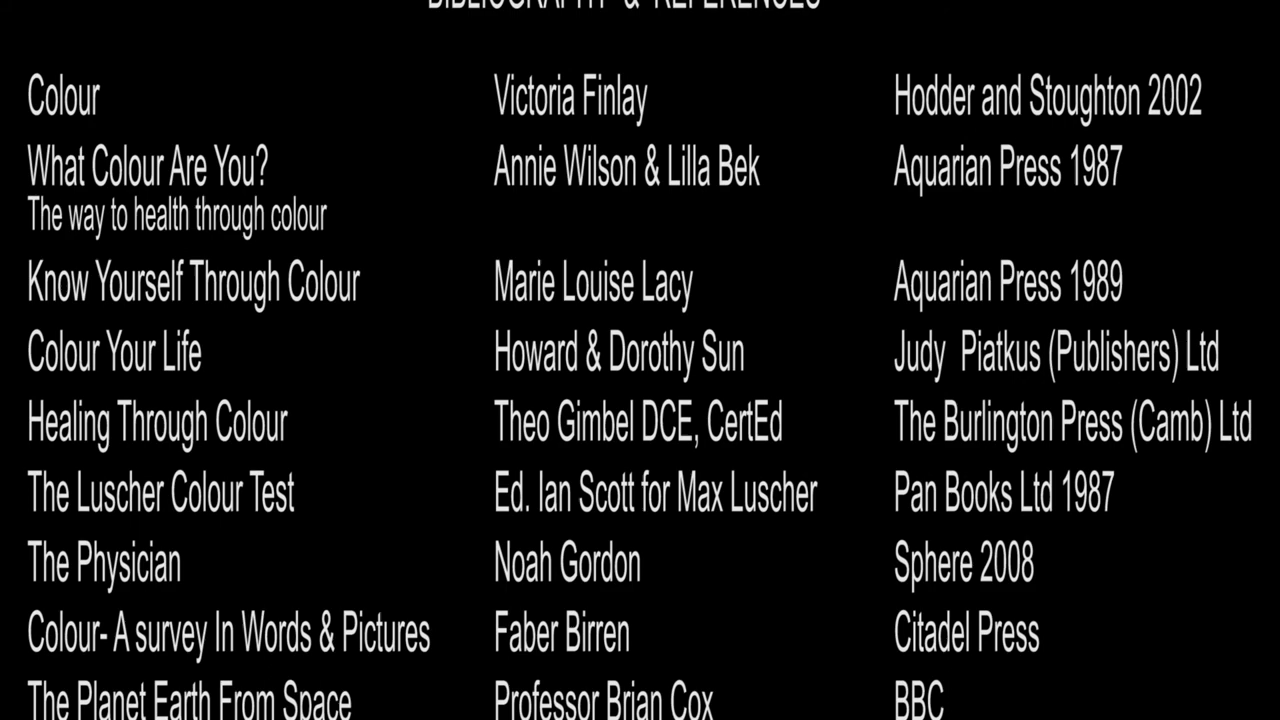 BIBLIOGRAPHY & REFERENCES
Colour Victoria Finlay Hodder and Stoughton 2002
What Colour Are You? Annie Wilson & Lilla Bek Aquarian Press 1987
The way to health through colour
Know Yourself Through Colour Marie Louise Lacy Aquarian Press 1989
Colour Your Life Howard & Dorothy Sun Judy Piatkus (Publishers) Ltd
Healing Through Colour Theo Gimbel DCE, CertEd The Burlington Press (Camb) Ltd
The Luscher Colour Test Ed. Ian Scott for Max Luscher Pan Books Ltd 1987
The Physician Noah Gordon Sphere 2008
Colour- A survey In Words & Pictures Faber Birren Citadel Press
The Planet Earth From Space Professor Brian Cox BBC